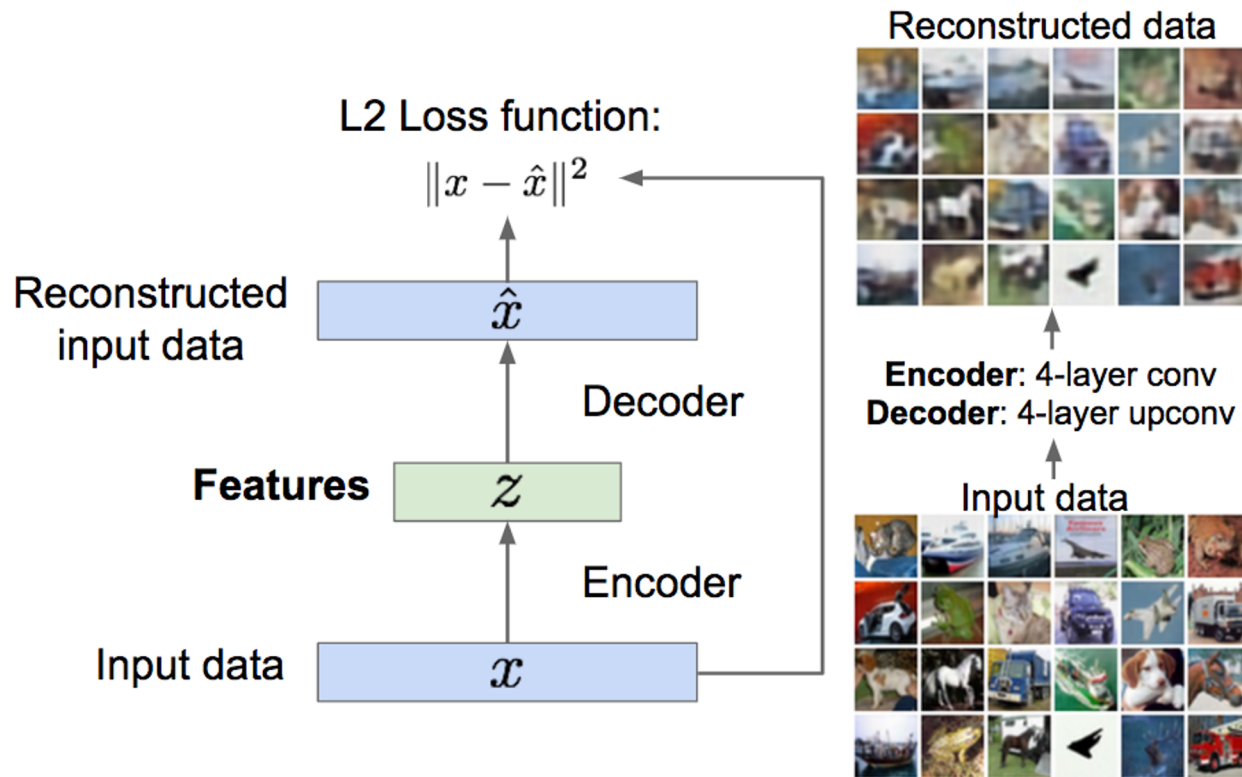 Reconstructed data
L2 Loss function:
‖x − x̂‖²
Reconstructed
input data
x̂
Decoder
Features
z
Encoder
Input data
x
Encoder: 4-layer conv
Decoder: 4-layer upconv
Input data